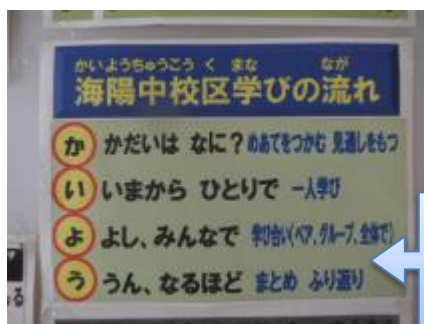 かいようちゅうこう く まな なが
海陽中校区学びの流れ
か かだいは なに？めあてをつかむ 見通しをもつ
い いまから ひとりで 一人学び
よ よし、みんなで 学び合い(ペア、グループ、全体で)
う うん、なるほど まとめ ふり返り
る